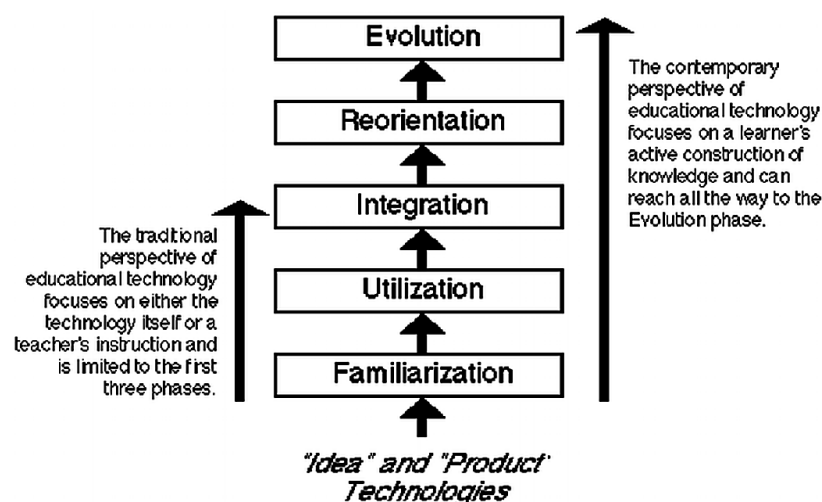 Evolution
Reorientation
Integration
Utilization
Familiarization
"Idea" and "Product"
Technologies
The traditional
perspective of
educational technology
focuses on either the
technology itself or a
teacher's instruction and
is limited to the first
three phases.
The contemporary
perspective of
educational technology
focuses on a learner's
active construction of
knowledge and can
reach all the way to the
Evolution phase.